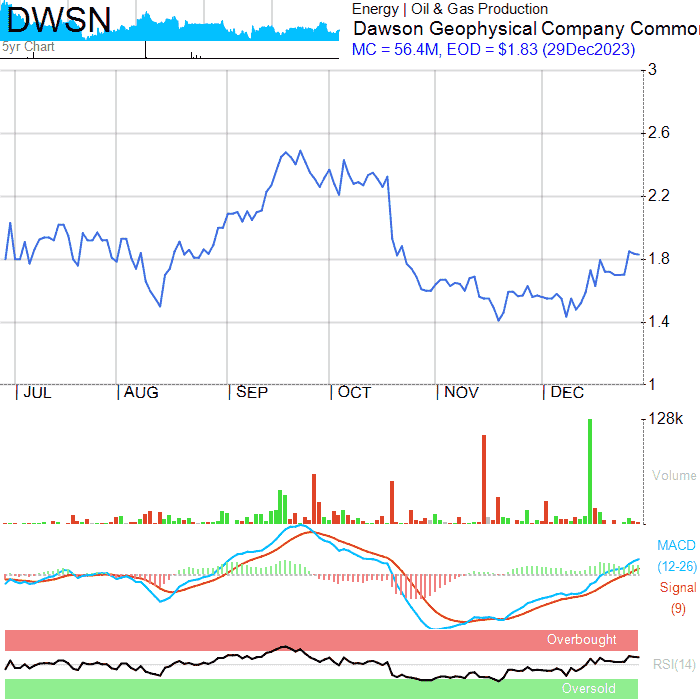 DWSN
5yr Chart
Energy | Oil & Gas Production
Dawson Geophysical Company Commo
MC = 56.4M, EOD = $1.83 (29Dec2023)
3
2.6
2.2
1.8
1.4
1
JUL AUG SEP OCT NOV DEC
128k
Volume
MACD
(12-26)
Signal
(9)
Overbought
RSI(14)
Oversold